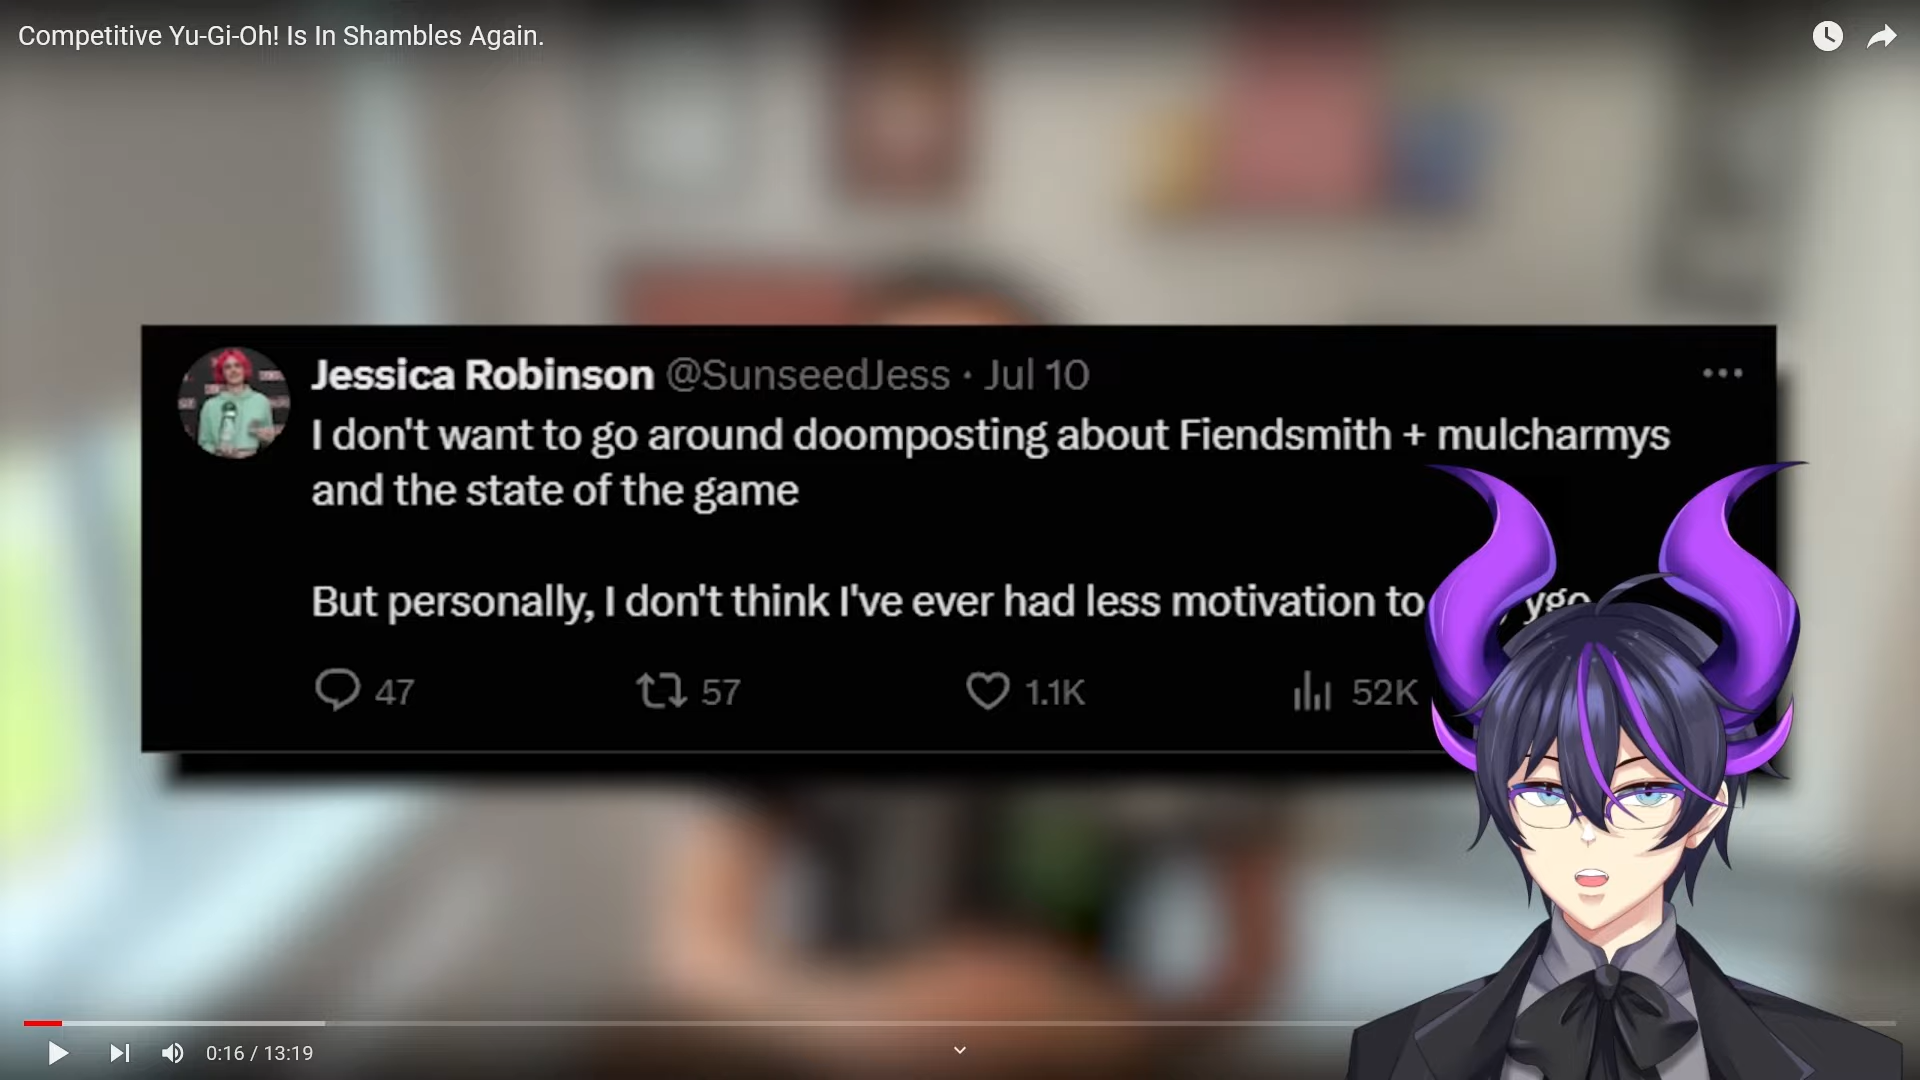 Competitive Yu-Gi-Oh! Is In Shambles Again.
Jessica Robinson @SunseedJess · Jul 10
I don't want to go around doomposting about Fiendsmith + mulcharmys
and the state of the game
But personally, I don't think I've ever had less motivation to ygo
47 57 1.1K 52K
0:16 / 13:19